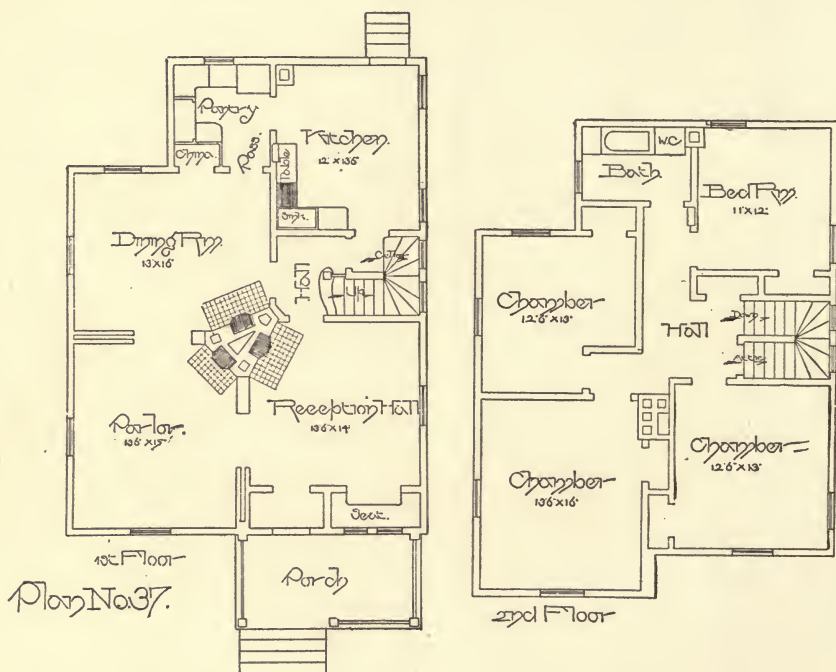 Pantry.
China.
Pass.
Kitchen.
12' x 13'6"
Table
Sink.
Dining Rm.
13' x 16'
Hall
Up
Cellar
Parlor.
13'6" x 15'
Reception Hall
13'6" x 14'
Seat.
Porch
1st Floor
Plan No. 37.
W.C.
Bath.
Bed Rm.
11' x 12'
Chamber
12'6" x 13'
Hall
Down
Attic
Chamber
13'6" x 16'
Chamber
12'6" x 13'
2nd Floor